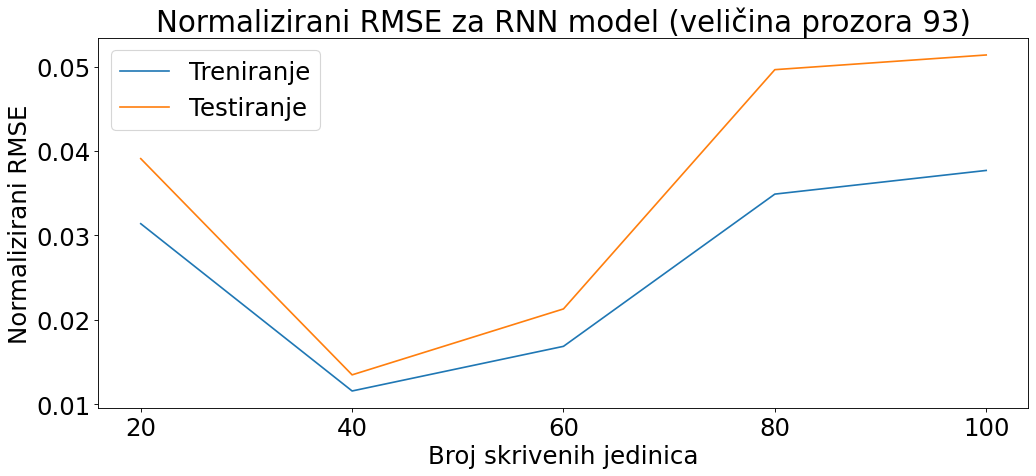 Normalizirani RMSE za RNN model (veličina prozora 93)
Treniranje
Testiranje
Normalizirani RMSE
0.05
0.04
0.03
0.02
0.01
20 40 60 80 100
Broj skrivenih jedinica